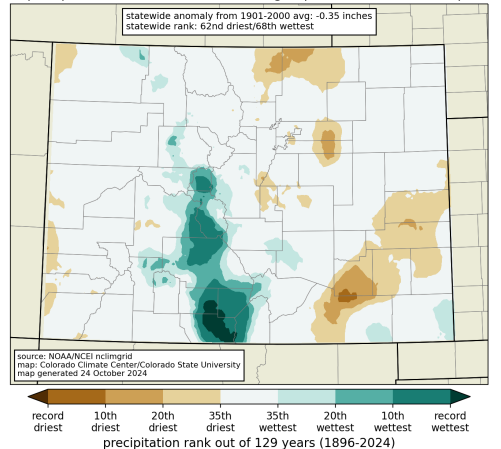 statewide anomaly from 1901-2000 avg: -0.35 inches
statewide rank: 62nd driest/68th wettest
source: NOAA/NCEI nclimgrid
map: Colorado Climate Center/Colorado State University
map generated 24 October 2024
record driest
10th driest
20th driest
35th driest
35th wettest
20th wettest
10th wettest
record wettest
precipitation rank out of 129 years (1896-2024)